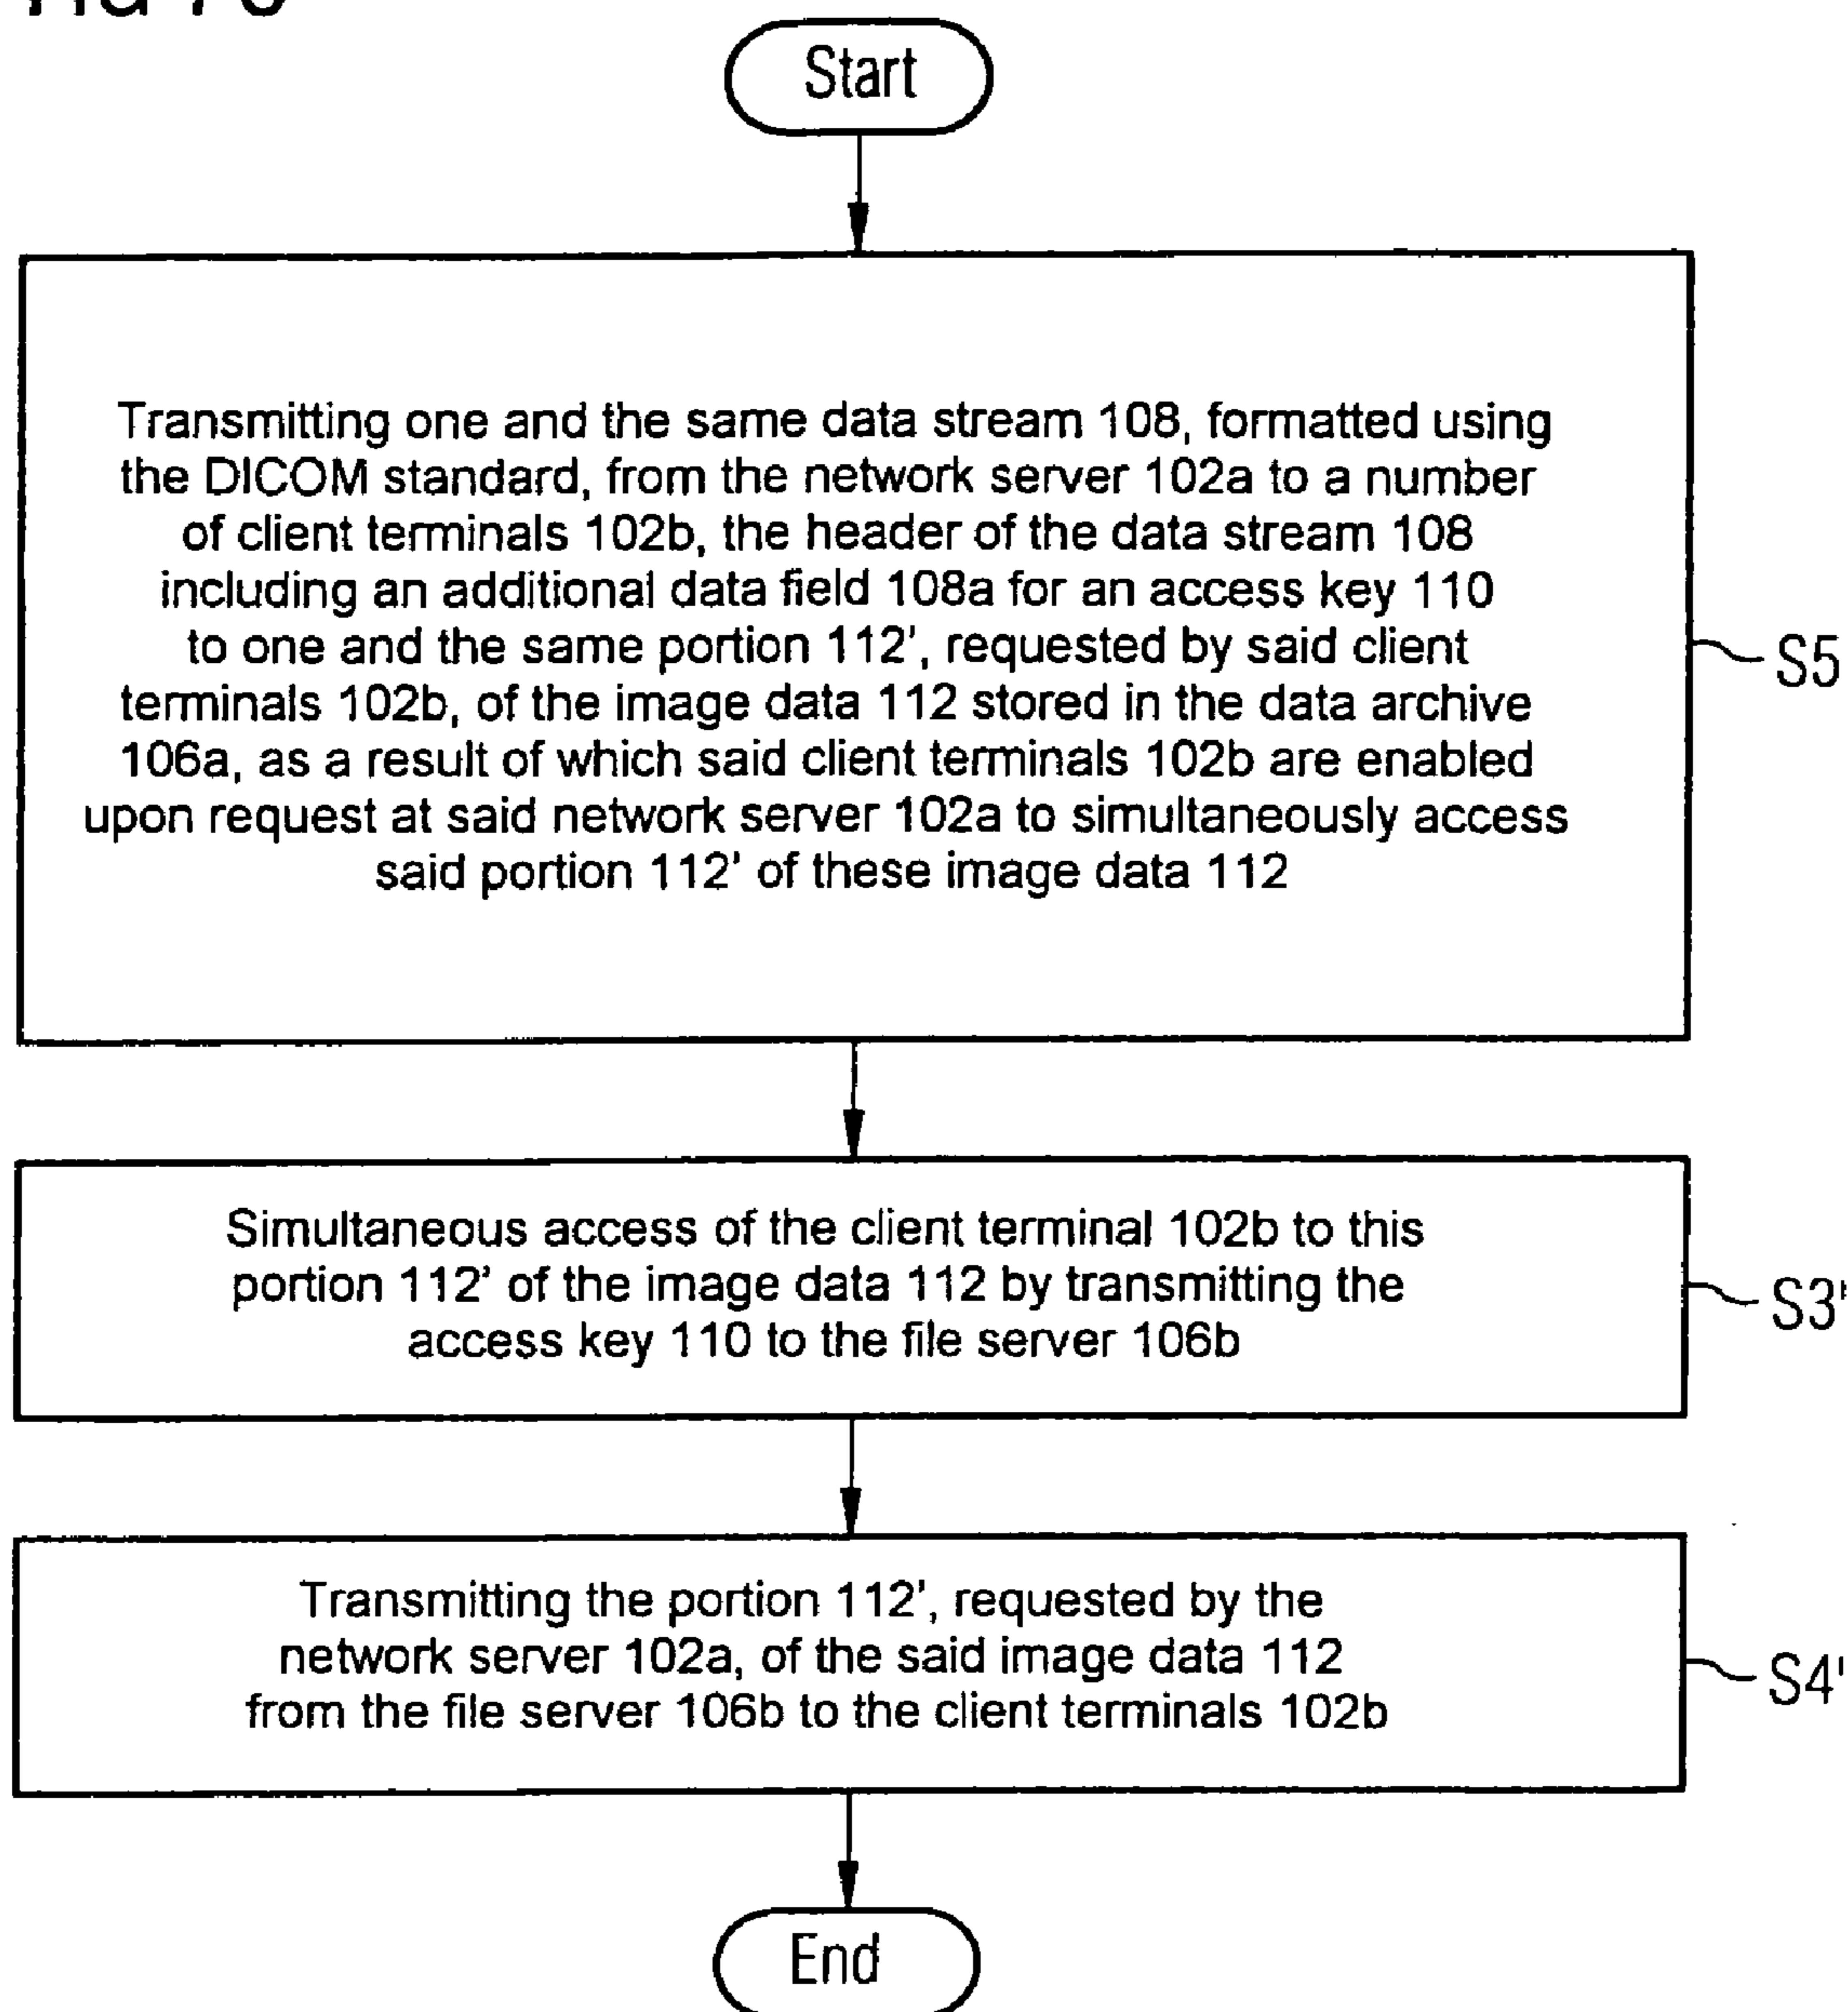 Start
Transmitting one and the same data stream 108, formatted using
the DICOM standard, from the network server 102a to a number
of client terminals 102b, the header of the data stream 108
including an additional data field 108a for an access key 110
to one and the same portion 112', requested by said client
terminals 102b, of the image data 112 stored in the data archive
106a, as a result of which said client terminals 102b are enabled
upon request at said network server 102a to simultaneously access
said portion 112' of these image data 112
S5
Simultaneous access of the client terminal 102b to this
portion 112' of the image data 112 by transmitting the
access key 110 to the file server 106b
S3'
Transmitting the portion 112', requested by the
network server 102a, of the said image data 112
from the file server 106b to the client terminals 102b
S4'
End